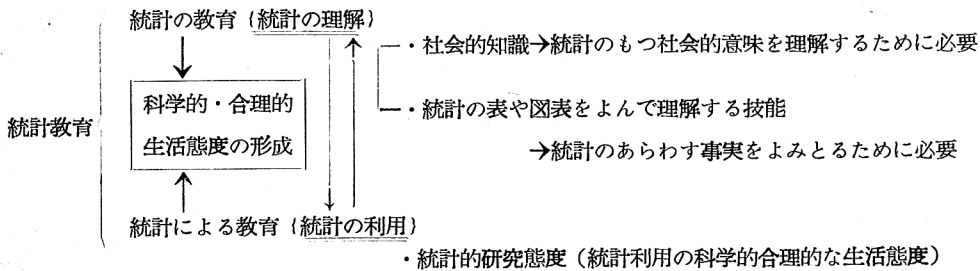 統計の教育{統計の理解}
・社会的知識→統計のもつ社会的意味を理解するために必要
科学的・合理的
生活態度の形成
・統計の表や図表をよんで理解する技能
統計教育
→統計のあらわす事実をよみとるために必要
統計による教育{統計の利用}
・統計的研究態度（統計利用の科学的合理的な生活態度）